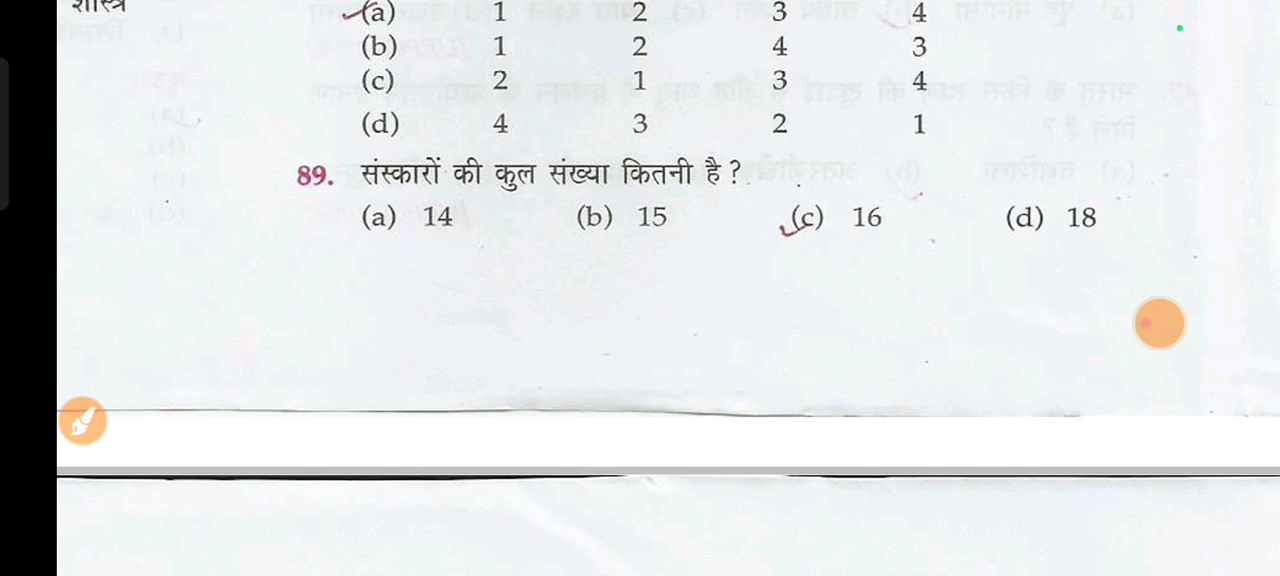 शास्त्र
(a) 1 2 3 4
(b) 1 2 4 3
(c) 2 1 3 4
(d) 4 3 2 1
89. संस्कारों की कुल संख्या कितनी है ?
(a) 14 (b) 15 (c) 16 (d) 18